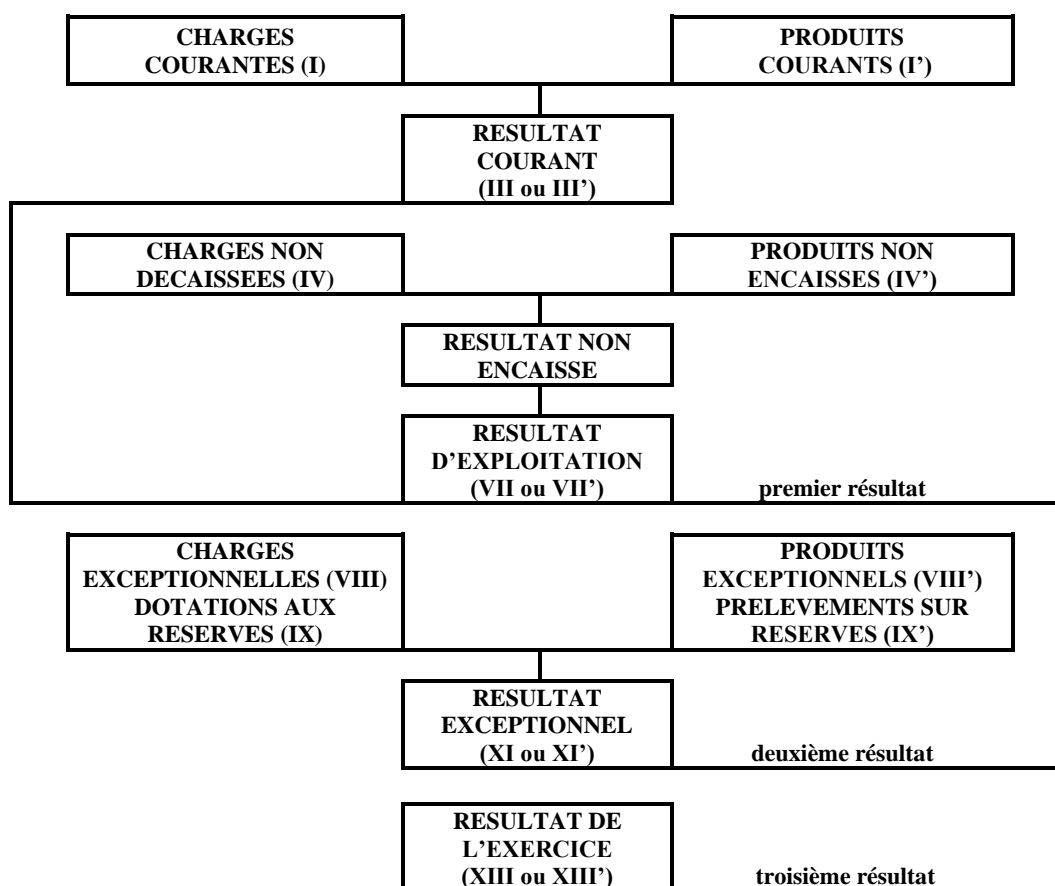 CHARGES
COURANTES (I)
PRODUITS
COURANTS (I’)
RESULTAT
COURANT
(III ou III’)
CHARGES NON
DECAISSEES (IV)
PRODUITS NON
ENCAISSES (IV’)
RESULTAT NON
ENCAISSE
RESULTAT
D’EXPLOITATION
(VII ou VII’)
premier résultat
CHARGES
EXCEPTIONNELLES (VIII)
DOTATIONS AUX
RESERVES (IX)
PRODUITS
EXCEPTIONNELS (VIII’)
PRELEVEMENTS SUR
RESERVES (IX’)
RESULTAT
EXCEPTIONNEL
(XI ou XI’)
deuxième résultat
RESULTAT DE
L’EXERCICE
(XIII ou XIII’)
troisième résultat